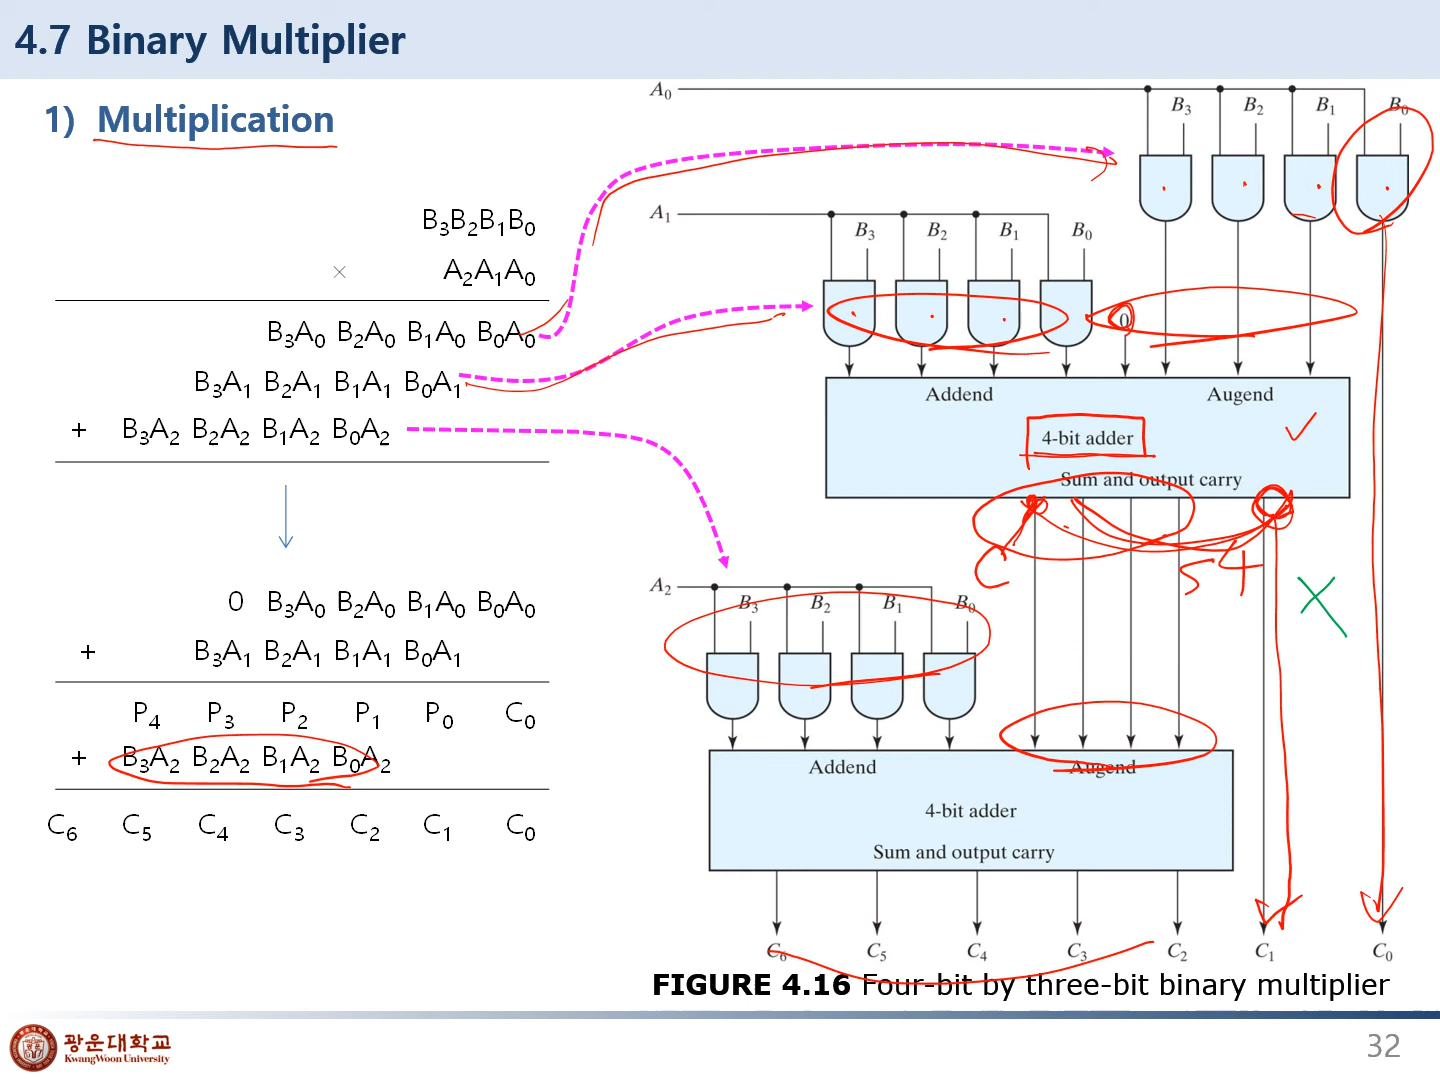 4.7 Binary Multiplier
1) Multiplication
B₃B₂B₁B₀
× A₂A₁A₀
B₃A₀ B₂A₀ B₁A₀ B₀A₀
B₃A₁ B₂A₁ B₁A₁ B₀A₁
+ B₃A₂ B₂A₂ B₁A₂ B₀A₂
0 B₃A₀ B₂A₀ B₁A₀ B₀A₀
+ B₃A₁ B₂A₁ B₁A₁ B₀A₁
P₄ P₃ P₂ P₁ P₀ C₀
+ B₃A₂ B₂A₂ B₁A₂ B₀A₂
C₆ C₅ C₄ C₃ C₂ C₁ C₀
A₀
B₃ B₂ B₁ B₀
A₁
B₃ B₂ B₁ B₀
0
Addend Augend
4-bit adder
Sum and output carry
C S4
A₂
B₃ B₂ B₁ B₀
Addend Augend
4-bit adder
Sum and output carry
C₆ C₅ C₄ C₃ C₂ C₁ C₀
FIGURE 4.16 Four-bit by three-bit binary multiplier
광운대학교
KwangWoon University
32